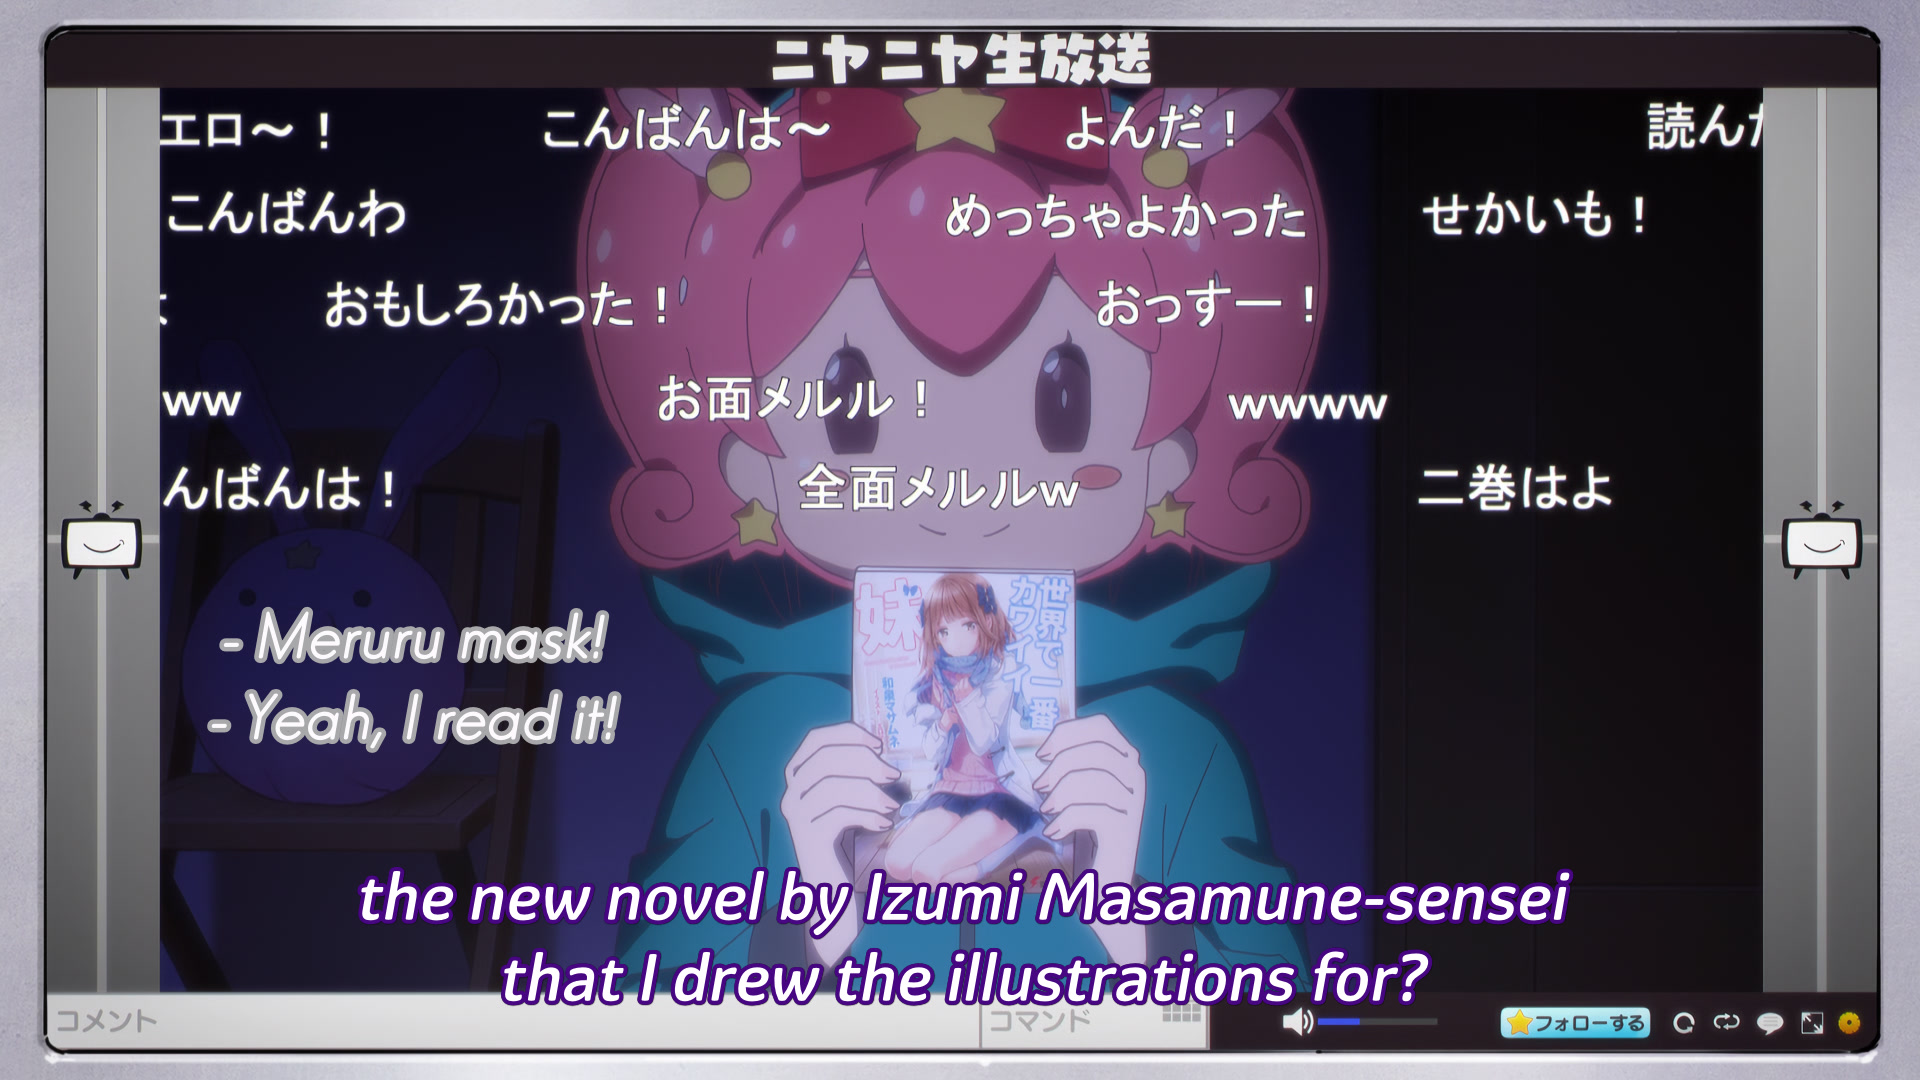 ニヤニヤ生放送
エロ～！
こんばんは～
よんだ！
読んだ
こんばんわ
めっちゃよかった
せかいも！
おもしろかった！
おっすー！
ww
お面メルル！
wwww
んばんは！
全面メルルw
二巻はよ
世界で一番
カワイイ
妹
和泉マサムネ
- Meruru mask!
- Yeah, I read it!
the new novel by Izumi Masamune-sensei
that I drew the illustrations for?
コメント
コマンド
フォローする